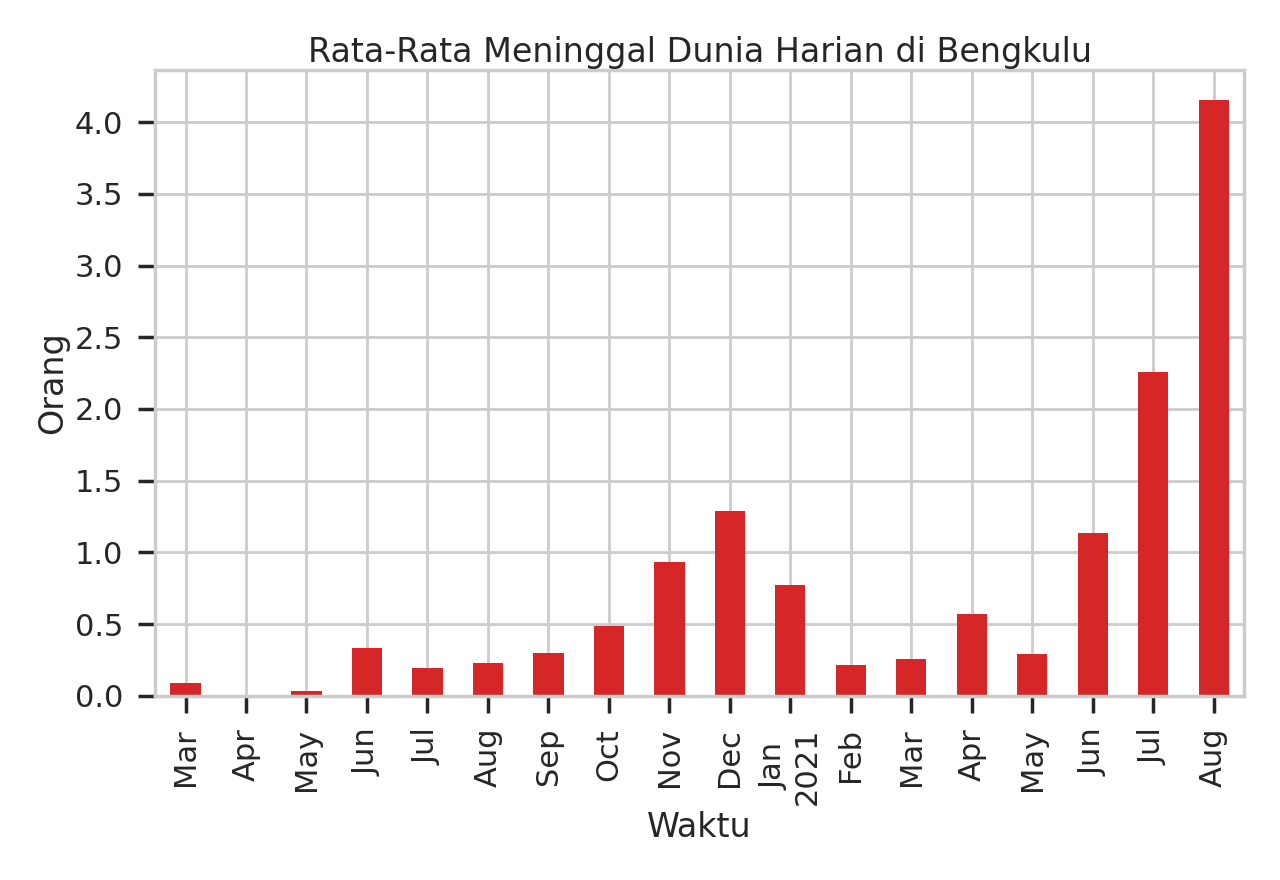 Rata-Rata Meninggal Dunia Harian di Bengkulu
Orang
4.0
3.5
3.0
2.5
2.0
1.5
1.0
0.5
0.0
Mar
Apr
May
Jun
Jul
Aug
Sep
Oct
Nov
Dec
Jan
2021
Feb
Mar
Apr
May
Jun
Jul
Aug
Waktu